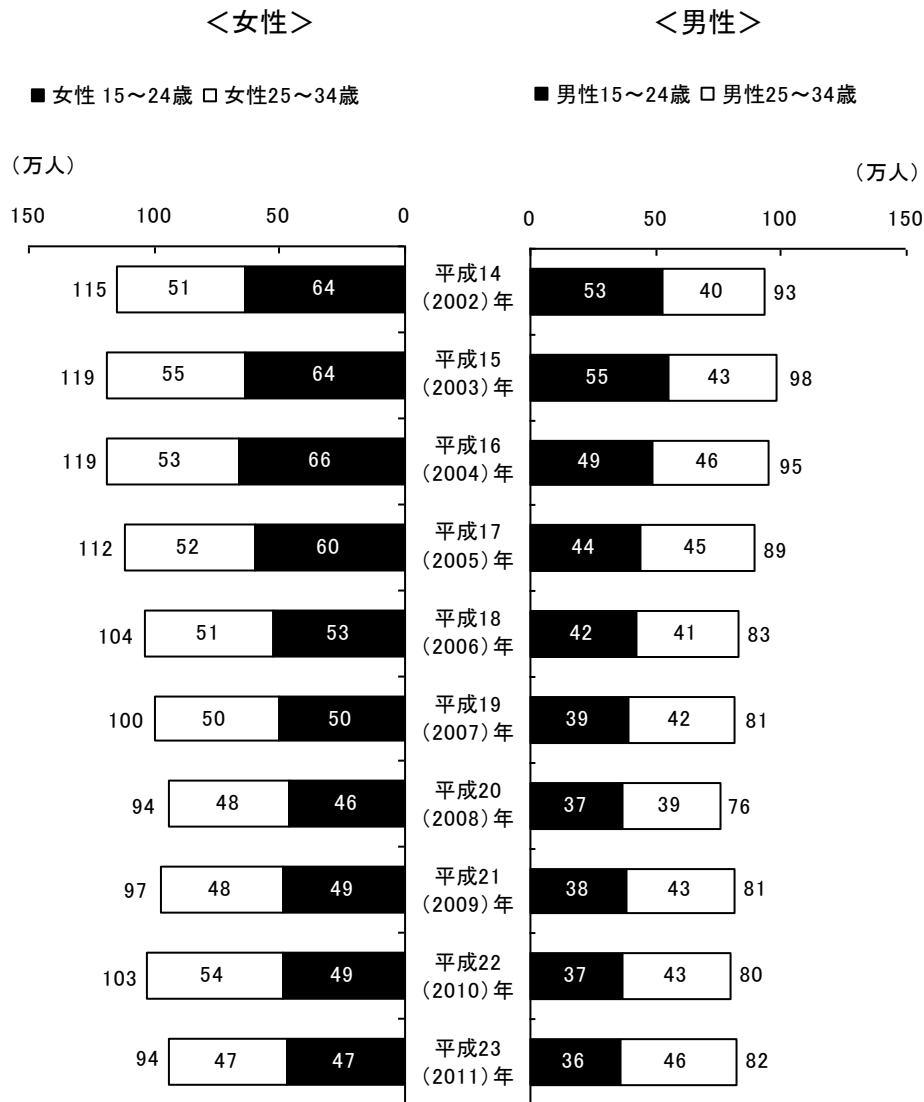 ＜女性＞ ＜男性＞
■ 女性 15～24歳 □ 女性25～34歳 ■ 男性15～24歳 □ 男性25～34歳
（万人） （万人）
150 100 50 0 0 50 100 150
115 51 64 平成14 53 40 93
（2002）年
119 55 64 平成15 55 43 98
（2003）年
119 53 66 平成16 49 46 95
（2004）年
112 52 60 平成17 44 45 89
（2005）年
104 51 53 平成18 42 41 83
（2006）年
100 50 50 平成19 39 42 81
（2007）年
94 48 46 平成20 37 39 76
（2008）年
97 48 49 平成21 38 43 81
（2009）年
103 54 49 平成22 37 43 80
（2010）年
94 47 47 平成23 36 46 82
（2011）年